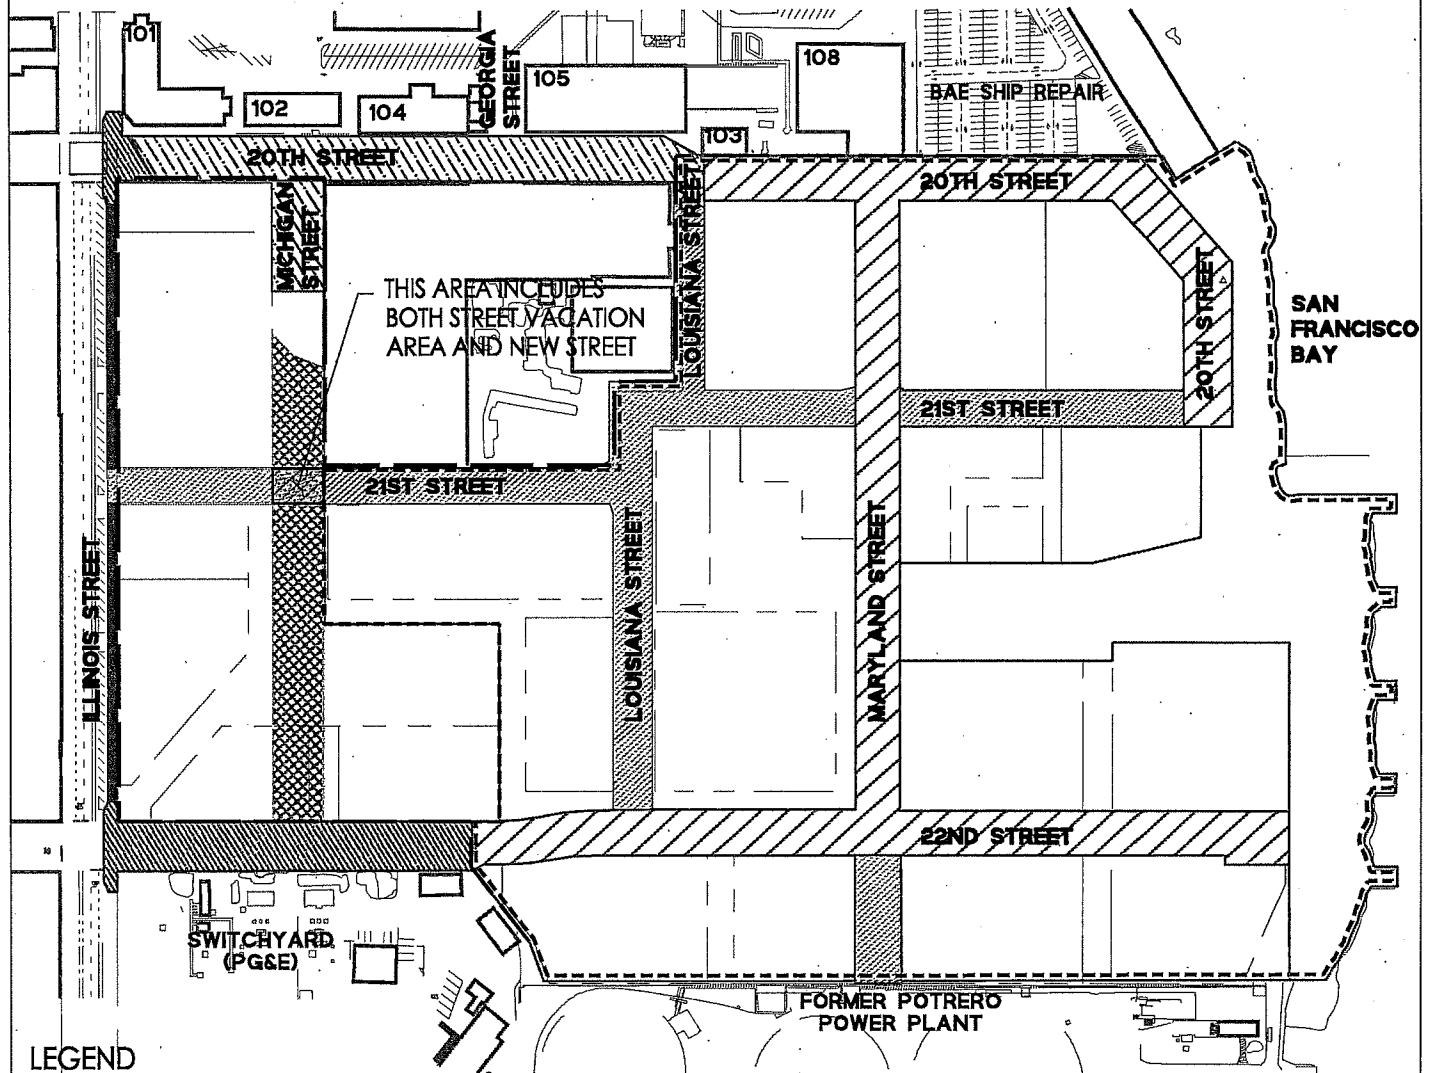 101
102
104
GEORGIA
STREET
105
103
108
BAE SHIP REPAIR
20TH STREET
20TH STREET
MICHIGAN
STREET
LOUISIANA STREET
THIS AREA INCLUDES
BOTH STREET VACATION
AREA AND NEW STREET
20TH STREET
SAN
FRANCISCO
BAY
21ST STREET
21ST STREET
ILLINOIS STREET
LOUISIANA STREET
MARYLAND STREET
22ND STREET
SWITCHYARD
(PG&E)
FORMER POTRERO
POWER PLANT
LEGEND